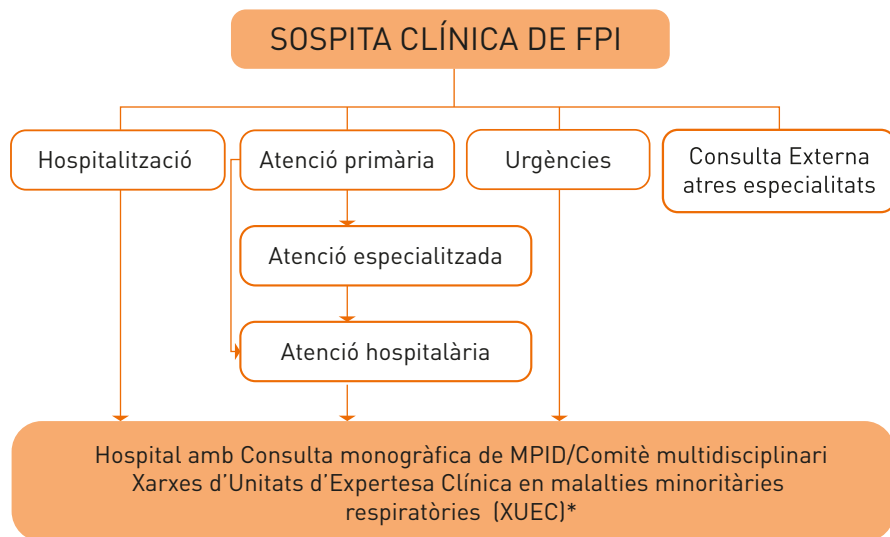 SOSPITA CLÍNICA DE FPI
Hospitalització
Atenció primària
Urgències
Consulta Externa
atres especialitats
Atenció especialitzada
Atenció hospitalària
Hospital amb Consulta monogràfica de MPID/Comitè multidisciplinari
Xarxes d’Unitats d’Expertesa Clínica en malalties minoritàries
respiratòries (XUEC)*